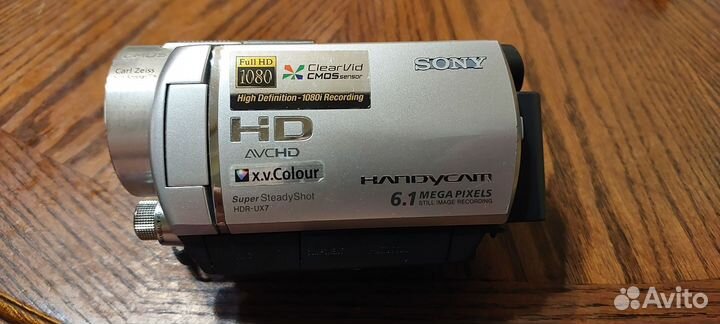 CMOS
Carl Zeiss
Full HD
1080
ClearVid
CMOS sensor
High Definition - 1080i Recording
SONY
HD
AVCHD
x.v.Colour
Super SteadyShot
HDR-UX7
HANDYCAM
6.1 MEGA PIXELS
STILL IMAGE RECORDING
Avito